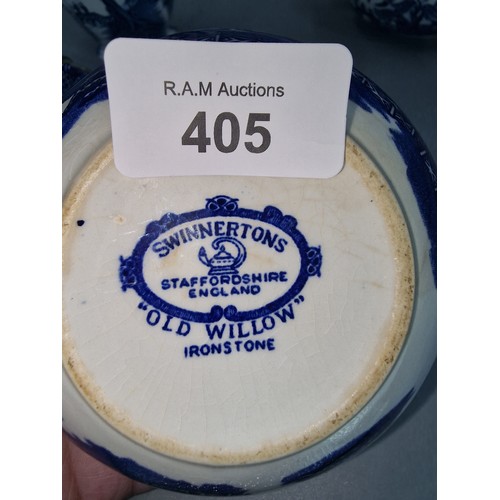 R.A.M Auctions
405
SWINNERTONS
STAFFORDSHIRE
ENGLAND
"OLD WILLOW"
IRONSTONE